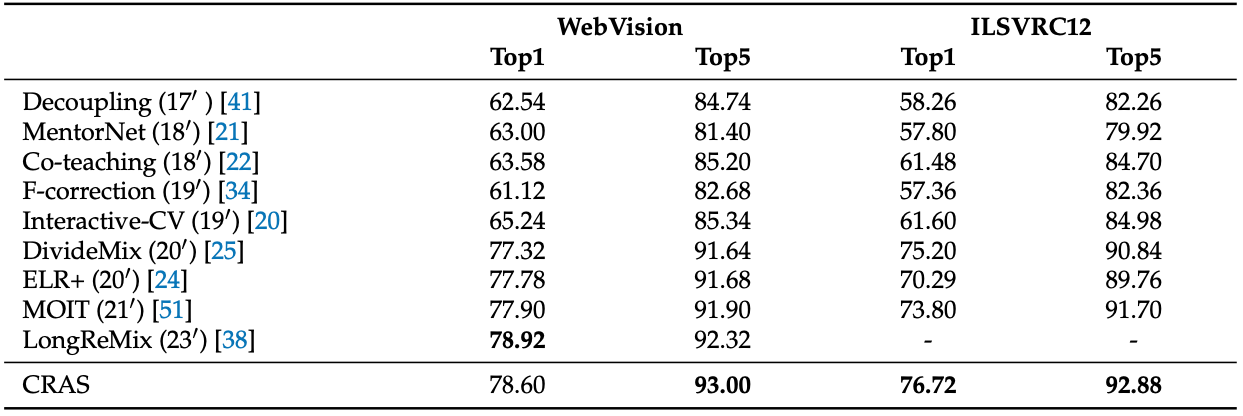 WebVision ILSVRC12
Top1 Top5 Top1 Top5
Decoupling (17′ ) [41] 62.54 84.74 58.26 82.26
MentorNet (18′) [21] 63.00 81.40 57.80 79.92
Co-teaching (18′) [22] 63.58 85.20 61.48 84.70
F-correction (19′) [34] 61.12 82.68 57.36 82.36
Interactive-CV (19′) [20] 65.24 85.34 61.60 84.98
DivideMix (20′) [25] 77.32 91.64 75.20 90.84
ELR+ (20′) [24] 77.78 91.68 70.29 89.76
MOIT (21′) [51] 77.90 91.90 73.80 91.70
LongReMix (23′) [38] 78.92 92.32 - -
CRAS 78.60 93.00 76.72 92.88